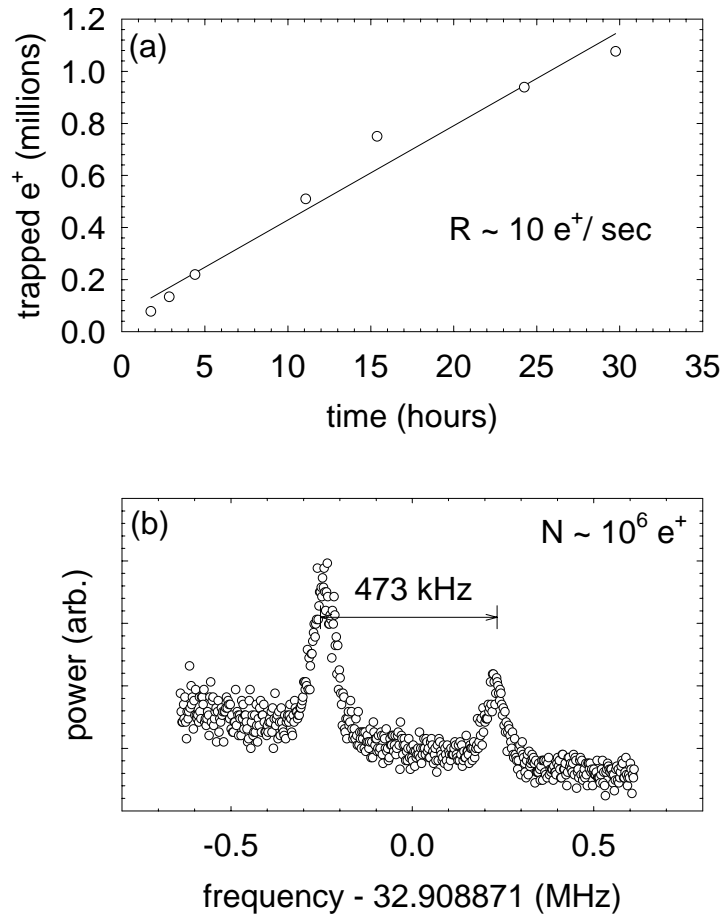 (a)
1.2
1.0
0.8
0.6
0.4
0.2
0.0
trapped e⁺ (millions)
R ~ 10 e⁺/ sec
0 5 10 15 20 25 30 35
time (hours)
(b)
N ~ 10⁶ e⁺
473 kHz
power (arb.)
-0.5 0.0 0.5
frequency - 32.908871 (MHz)